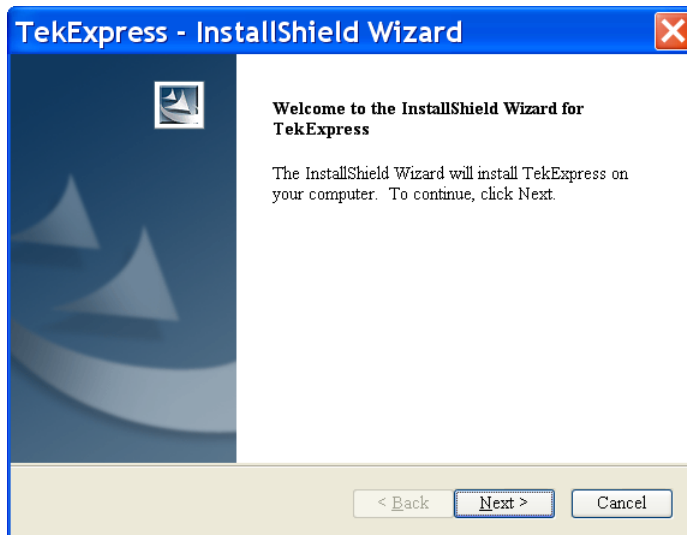 TekExpress - InstallShield Wizard
Welcome to the InstallShield Wizard for
TekExpress
The InstallShield Wizard will install TekExpress on
your computer. To continue, click Next.
< Back
Next >
Cancel